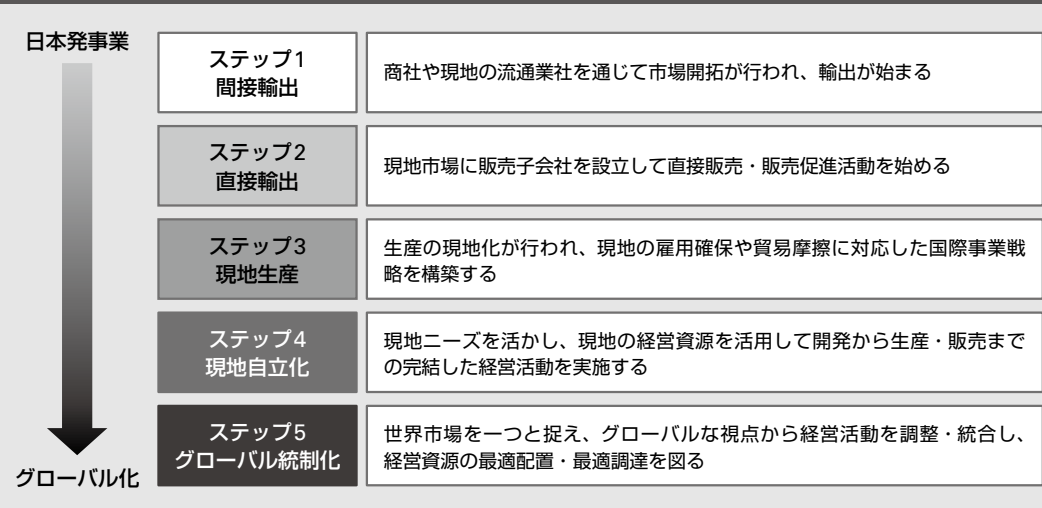 日本発事業
ステップ1
間接輸出
商社や現地の流通業社を通じて市場開拓が行われ、輸出が始まる
ステップ2
直接輸出
現地市場に販売子会社を設立して直接販売・販売促進活動を始める
ステップ3
現地生産
生産の現地化が行われ、現地の雇用確保や貿易摩擦に対応した国際事業戦
略を構築する
ステップ4
現地自立化
現地ニーズを活かし、現地の経営資源を活用して開発から生産・販売まで
の完結した経営活動を実施する
ステップ5
グローバル統制化
世界市場を一つと捉え、グローバルな視点から経営活動を調整・統合し、
経営資源の最適配置・最適調達を図る
グローバル化